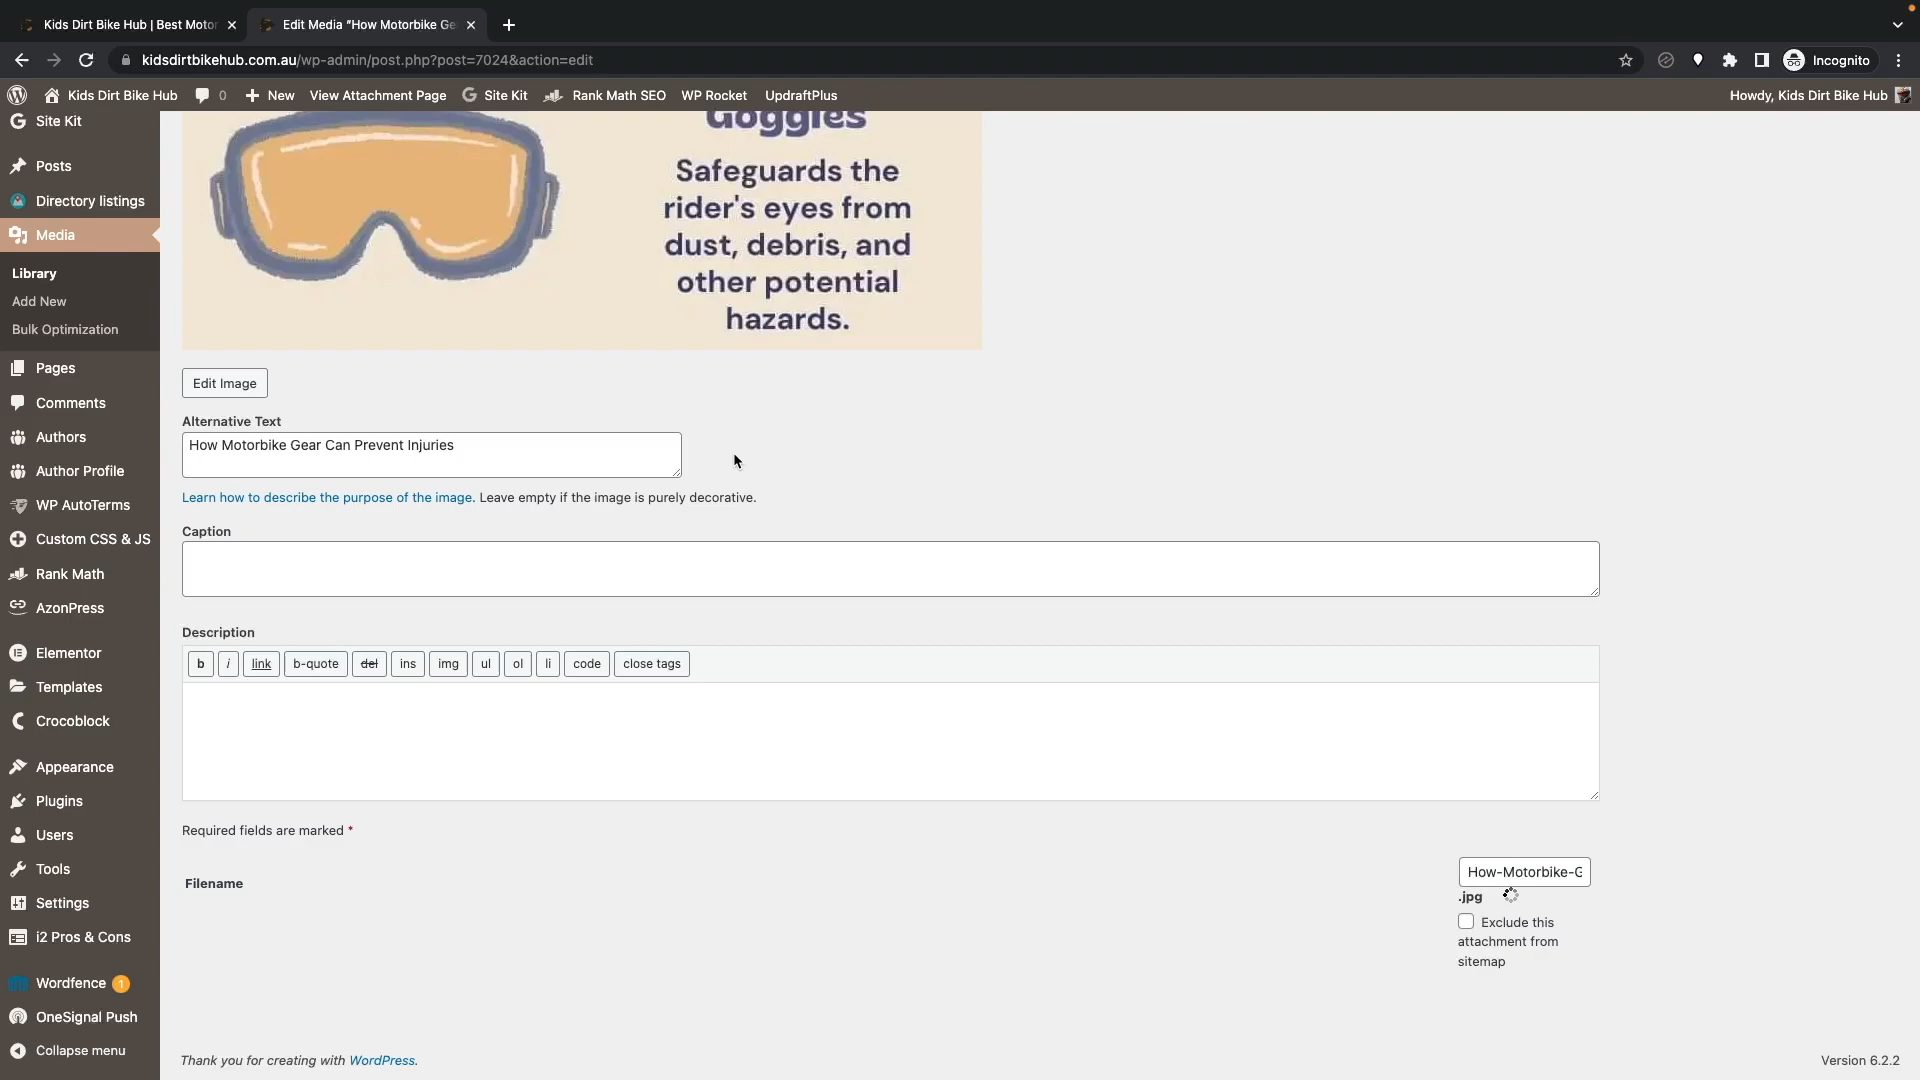 Kids Dirt Bike Hub | Best Motor
Edit Media "How Motorbike Ge
kidsdirtbikehub.com.au/wp-admin/post.php?post=7024&action=edit
Incognito
Kids Dirt Bike Hub
0
New
View Attachment Page
Site Kit
Rank Math SEO
WP Rocket
UpdraftPlus
Howdy, Kids Dirt Bike Hub
Site Kit
Posts
Directory listings
Media
Library
Add New
Bulk Optimization
Pages
Comments
Authors
Author Profile
WP AutoTerms
Custom CSS & JS
Rank Math
AzonPress
Elementor
Templates
Crocoblock
Appearance
Plugins
Users
Tools
Settings
i2 Pros & Cons
Wordfence 1
OneSignal Push
Collapse menu
Goggles
Safeguards the
rider's eyes from
dust, debris, and
other potential
hazards.
Edit Image
Alternative Text
How Motorbike Gear Can Prevent Injuries
Learn how to describe the purpose of the image. Leave empty if the image is purely decorative.
Caption
Description
b i link b-quote del ins img ul ol li code close tags
Required fields are marked *
Filename
How-Motorbike-G
.jpg
Exclude this
attachment from
sitemap
Thank you for creating with WordPress.
Version 6.2.2